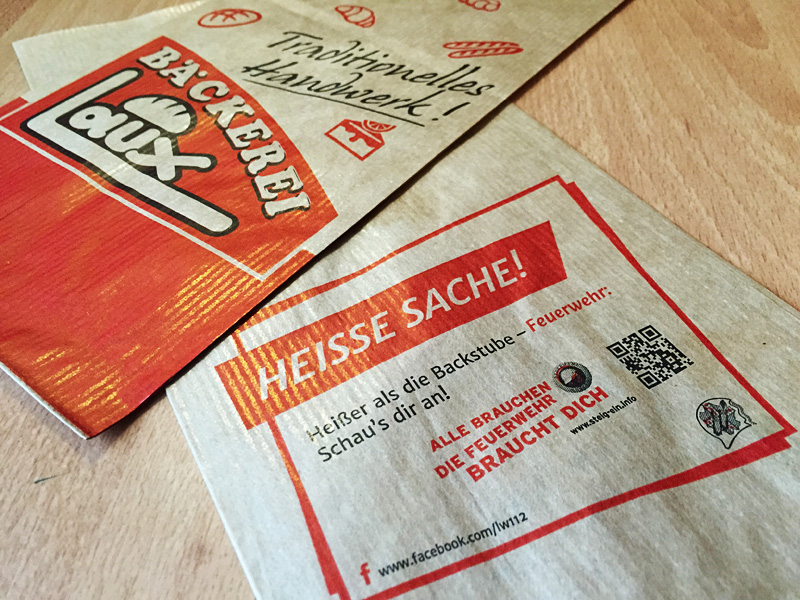 BÄCKEREI
Laux
Traditionelles
Handwerk!
HEISSE SACHE!
Heißer als die Backstube – Feuerwehr:
Schau's dir an!
ALLE BRAUCHEN
DIE FEUERWEHR
BRAUCHT DICH
www.steig-ein.info
f www.facebook.com/lw112